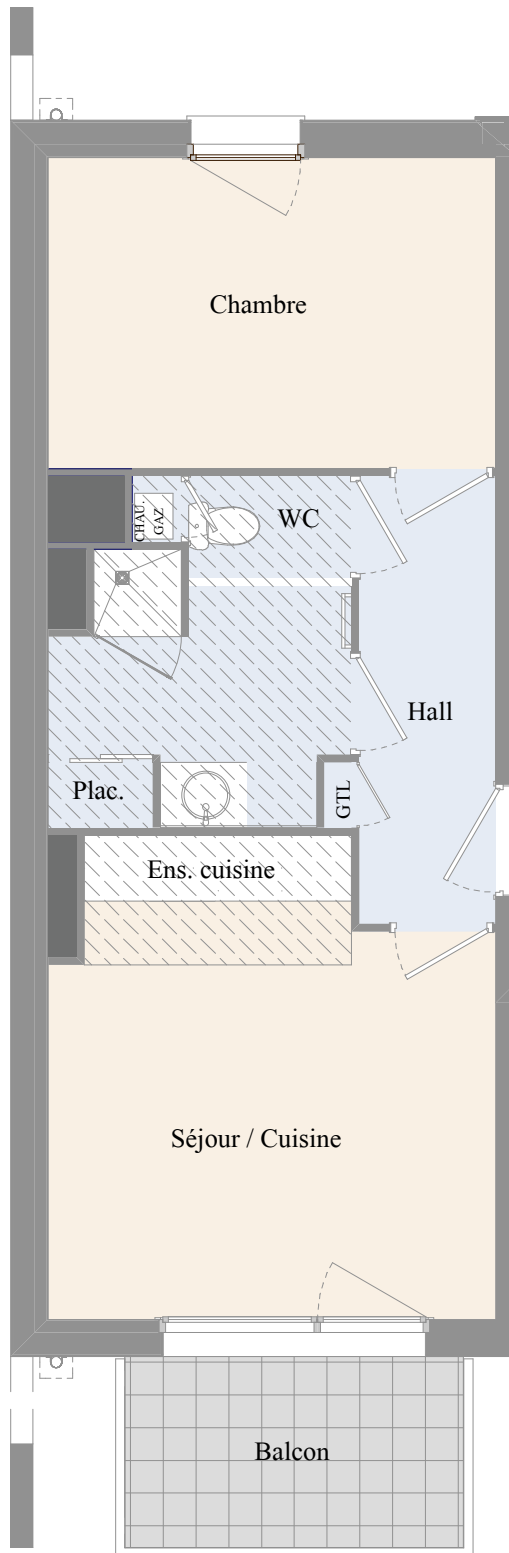 Chambre
CHAU.
GAZ
WC
Hall
Plac.
GTL
Ens. cuisine
Séjour / Cuisine
Balcon